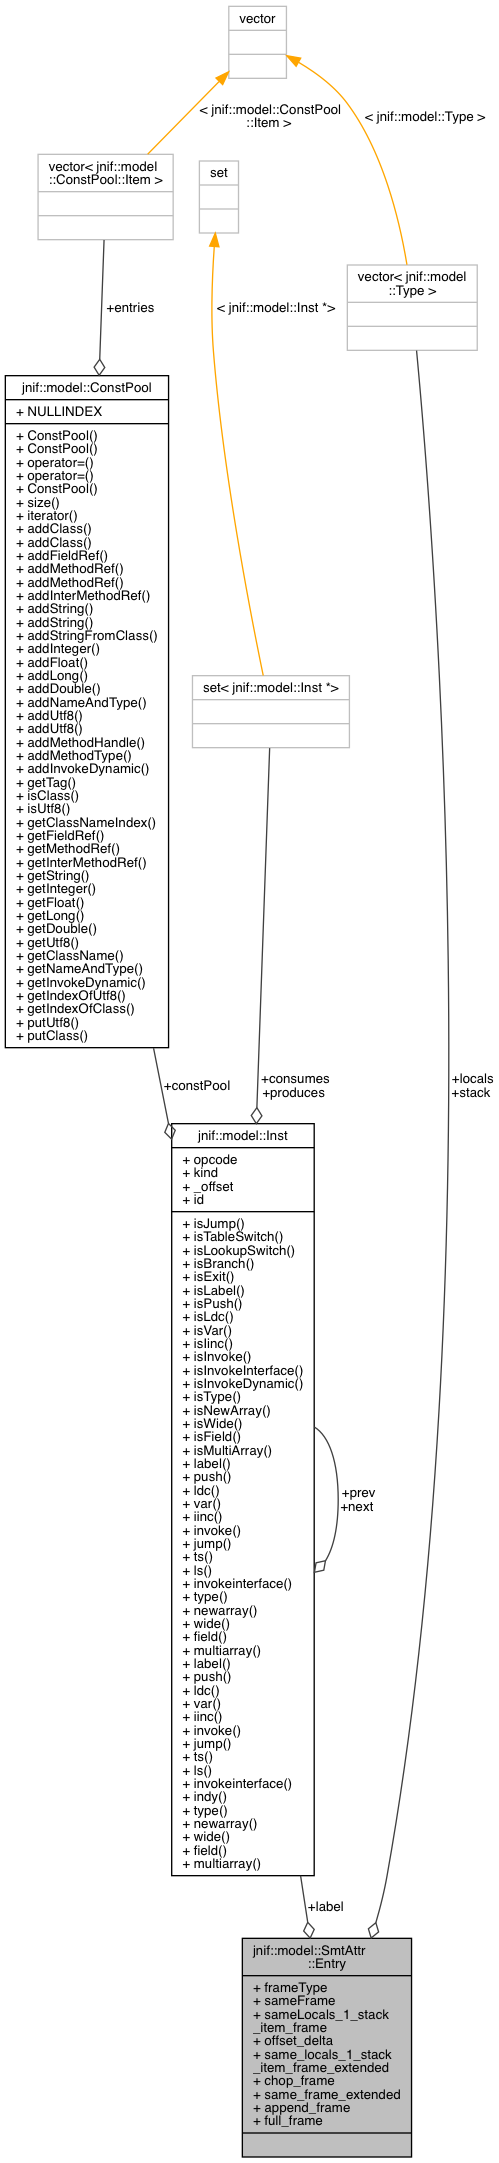 vector
< jnif::model::ConstPool
::Item >
< jnif::model::Type >
vector< jnif::model
::ConstPool::Item >
set
vector< jnif::model
::Type >
+entries
< jnif::model::Inst *>
jnif::model::ConstPool
+ NULLINDEX
+ ConstPool()
+ ConstPool()
+ operator=()
+ operator=()
+ ConstPool()
+ size()
+ iterator()
+ addClass()
+ addClass()
+ addFieldRef()
+ addMethodRef()
+ addMethodRef()
+ addInterMethodRef()
+ addString()
+ addString()
+ addStringFromClass()
+ addInteger()
+ addFloat()
+ addLong()
+ addDouble()
+ addNameAndType()
+ addUtf8()
+ addUtf8()
+ addMethodHandle()
+ addMethodType()
+ addInvokeDynamic()
+ getTag()
+ isClass()
+ isUtf8()
+ getClassNameIndex()
+ getFieldRef()
+ getMethodRef()
+ getInterMethodRef()
+ getString()
+ getInteger()
+ getFloat()
+ getLong()
+ getDouble()
+ getUtf8()
+ getClassName()
+ getNameAndType()
+ getInvokeDynamic()
+ getIndexOfUtf8()
+ getIndexOfClass()
+ putUtf8()
+ putClass()
set< jnif::model::Inst *>
+constPool
+consumes
+produces
+locals
+stack
jnif::model::Inst
+ opcode
+ kind
+ _offset
+ id
+ isJump()
+ isTableSwitch()
+ isLookupSwitch()
+ isBranch()
+ isExit()
+ isLabel()
+ isPush()
+ isLdc()
+ isVar()
+ isIinc()
+ isInvoke()
+ isInvokeInterface()
+ isInvokeDynamic()
+ isType()
+ isNewArray()
+ isWide()
+ isField()
+ isMultiArray()
+ label()
+ push()
+ ldc()
+ var()
+ iinc()
+ invoke()
+ jump()
+ ts()
+ ls()
+ invokeinterface()
+ type()
+ newarray()
+ wide()
+ field()
+ multiarray()
+ label()
+ push()
+ ldc()
+ var()
+ iinc()
+ invoke()
+ jump()
+ ts()
+ ls()
+ invokeinterface()
+ indy()
+ type()
+ newarray()
+ wide()
+ field()
+ multiarray()
+prev
+next
+label
jnif::model::SmtAttr
::Entry
+ frameType
+ sameFrame
+ sameLocals_1_stack
_item_frame
+ offset_delta
+ same_locals_1_stack
_item_frame_extended
+ chop_frame
+ same_frame_extended
+ append_frame
+ full_frame